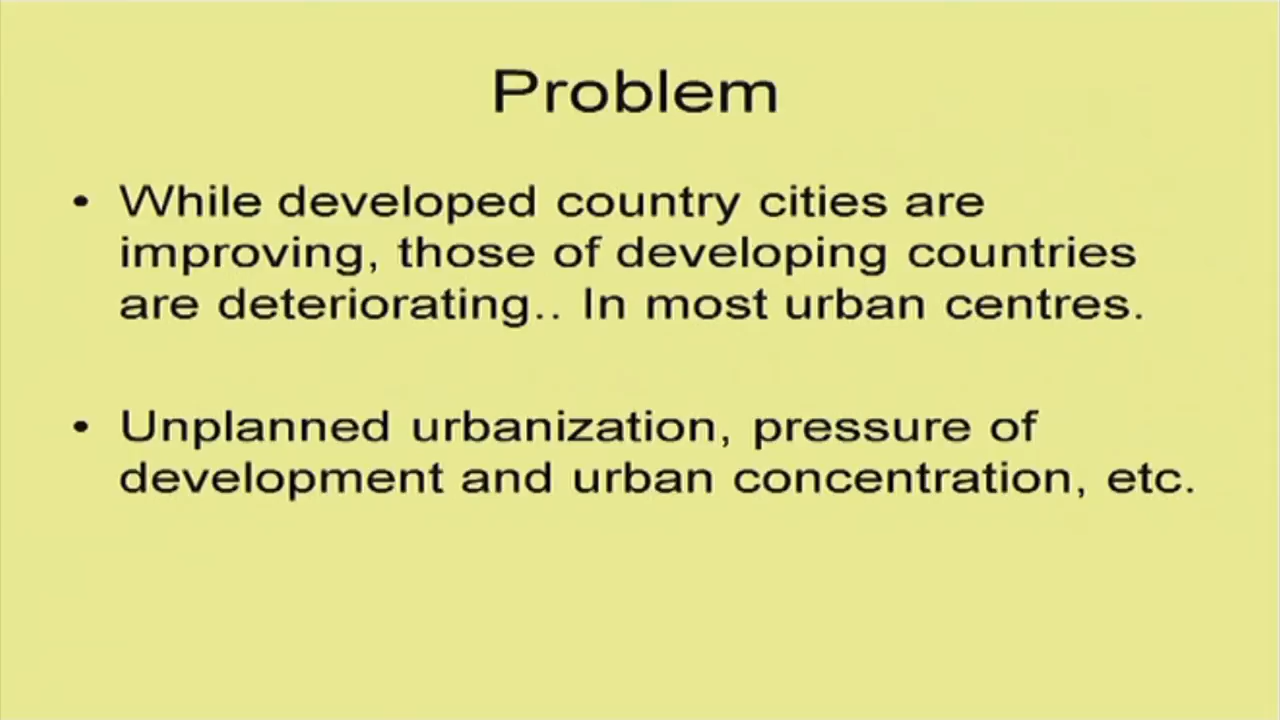 Problem
• While developed country cities are
improving, those of developing countries
are deteriorating.. In most urban centres.
• Unplanned urbanization, pressure of
development and urban concentration, etc.